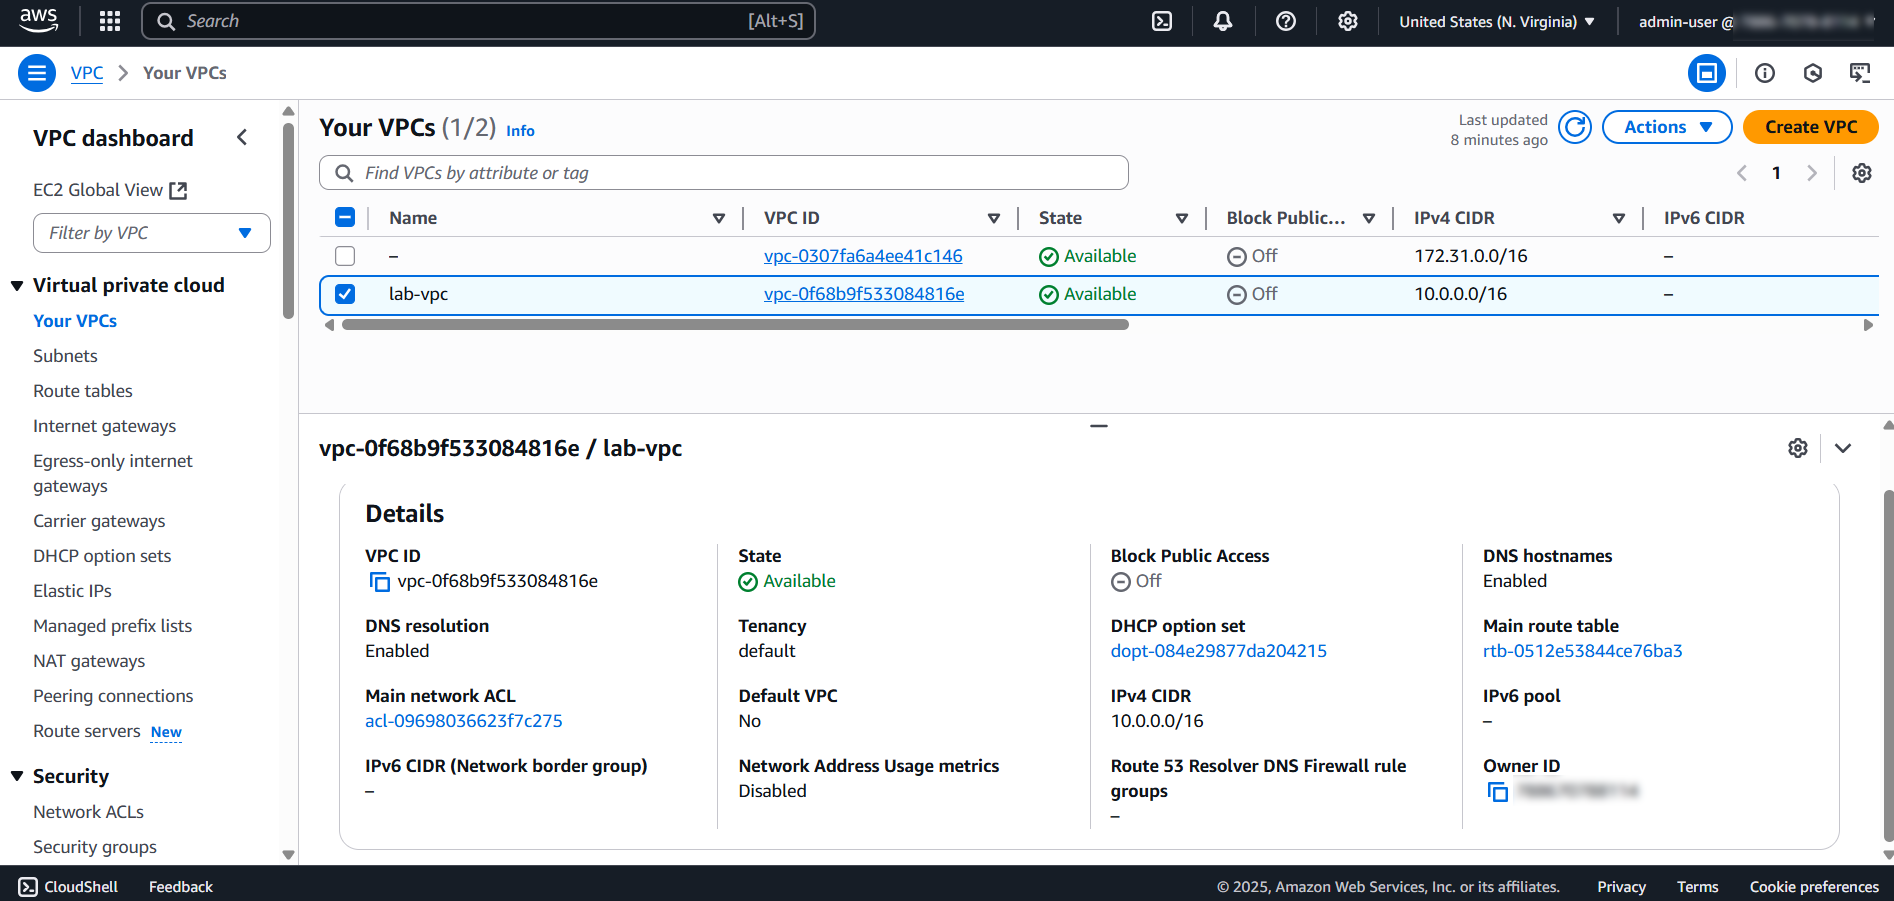 aws
Search [Alt+S]
United States (N. Virginia)
admin-user @
VPC
Your VPCs
VPC dashboard
EC2 Global View
Filter by VPC
Virtual private cloud
Your VPCs
Subnets
Route tables
Internet gateways
Egress-only internet
gateways
Carrier gateways
DHCP option sets
Elastic IPs
Managed prefix lists
NAT gateways
Peering connections
Route servers New
Security
Network ACLs
Security groups
Your VPCs (1/2) Info
Last updated
8 minutes ago
Actions
Create VPC
Find VPCs by attribute or tag
1
Name VPC ID State Block Public... IPv4 CIDR IPv6 CIDR
– vpc-0307fa6a4ee41c146 Available Off 172.31.0.0/16 –
lab-vpc vpc-0f68b9f533084816e Available Off 10.0.0.0/16 –
vpc-0f68b9f533084816e / lab-vpc
Details
VPC ID
vpc-0f68b9f533084816e
State
Available
Block Public Access
Off
DNS hostnames
Enabled
DNS resolution
Enabled
Tenancy
default
DHCP option set
dopt-084e29877da204215
Main route table
rtb-0512e53844ce76ba3
Main network ACL
acl-09698036623f7c275
Default VPC
No
IPv4 CIDR
10.0.0.0/16
IPv6 pool
–
IPv6 CIDR (Network border group)
–
Network Address Usage metrics
Disabled
Route 53 Resolver DNS Firewall rule
groups
–
Owner ID
CloudShell Feedback © 2025, Amazon Web Services, Inc. or its affiliates. Privacy Terms Cookie preferences